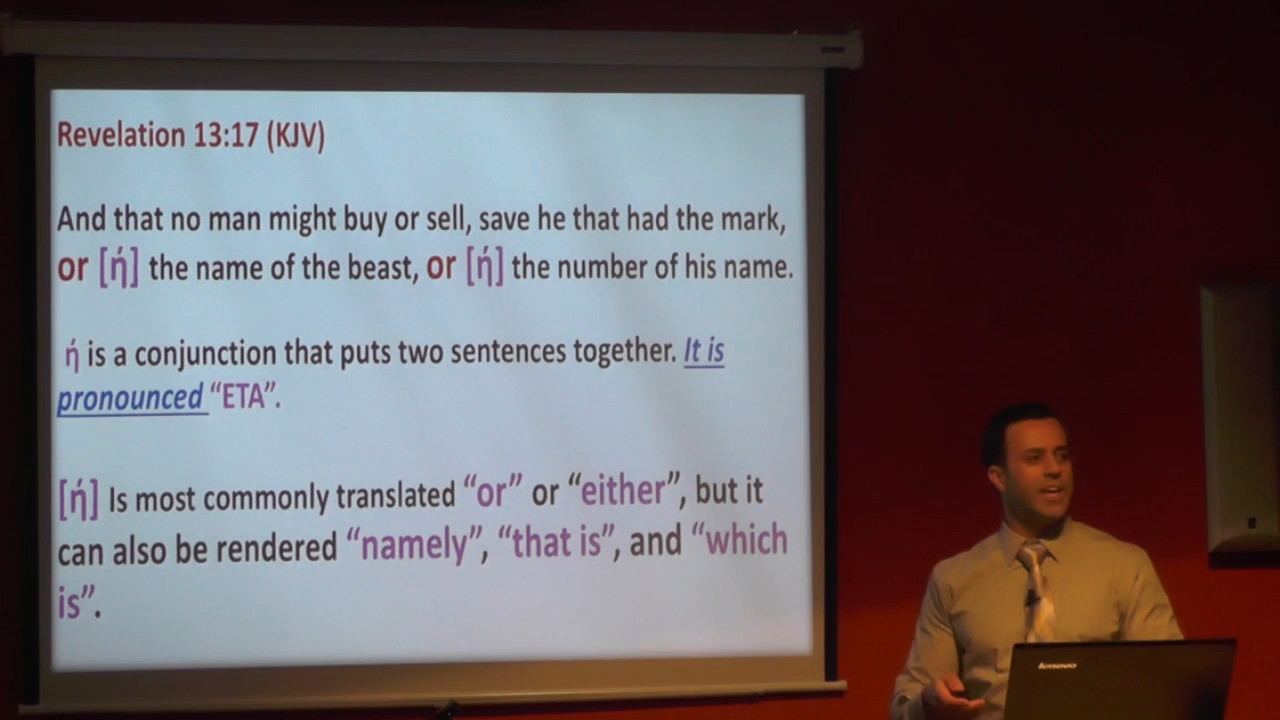 Revelation 13:17 (KJV)
And that no man might buy or sell, save he that had the mark,
or [ή] the name of the beast, or [ή] the number of his name.
ή is a conjunction that puts two sentences together. It is
pronounced “ETA”.
[ή] Is most commonly translated “or” or “either”, but it
can also be rendered “namely”, “that is”, and “which
is”.
lenovo